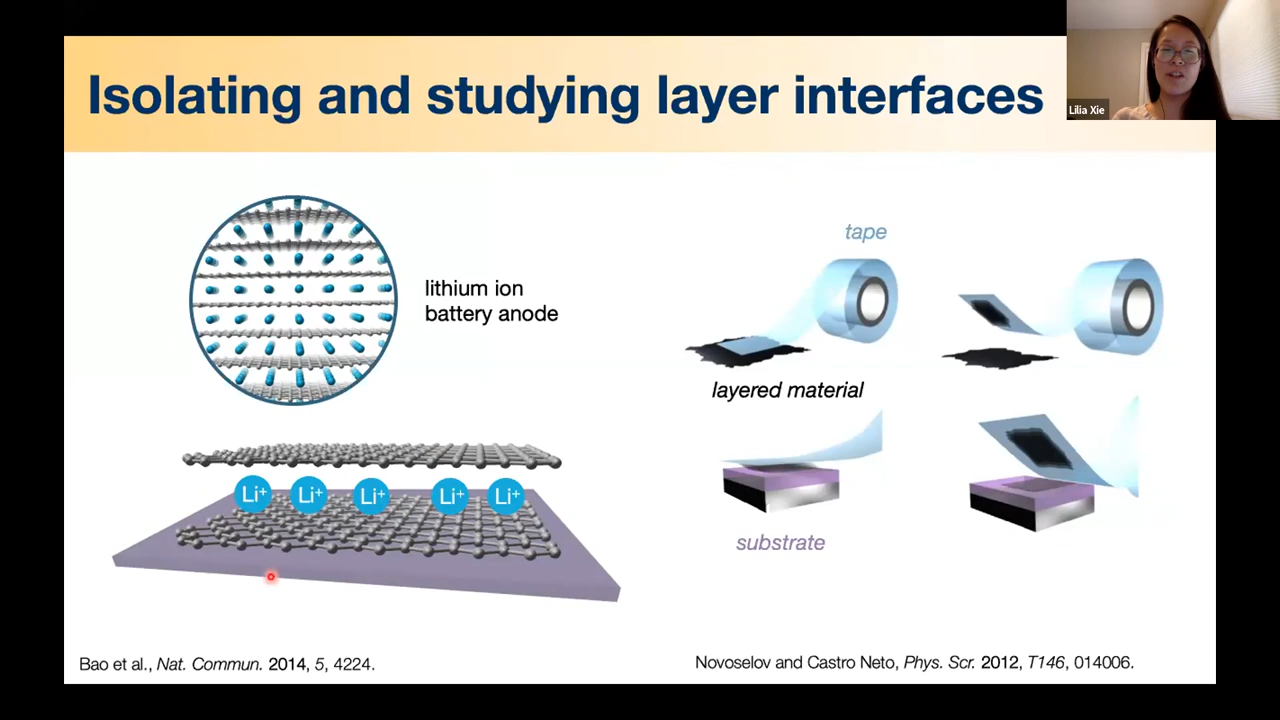 Isolating and studying layer interfaces
Lilia Xie
tape
lithium ion
battery anode
layered material
Li⁺ Li⁺ Li⁺ Li⁺ Li⁺
substrate
Bao et al., Nat. Commun. 2014, 5, 4224.
Novoselov and Castro Neto, Phys. Scr. 2012, T146, 014006.